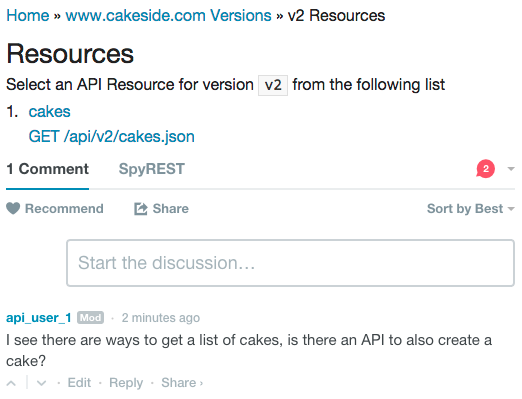 Home » www.cakeside.com Versions » v2 Resources
Resources
Select an API Resource for version v2 from the following list
1. cakes
GET /api/v2/cakes.json
1 Comment SpyREST 2
Recommend Share Sort by Best
Start the discussion...
api_user_1 Mod · 2 minutes ago
I see there are ways to get a list of cakes, is there an API to also create a
cake?
· Edit · Reply · Share ›